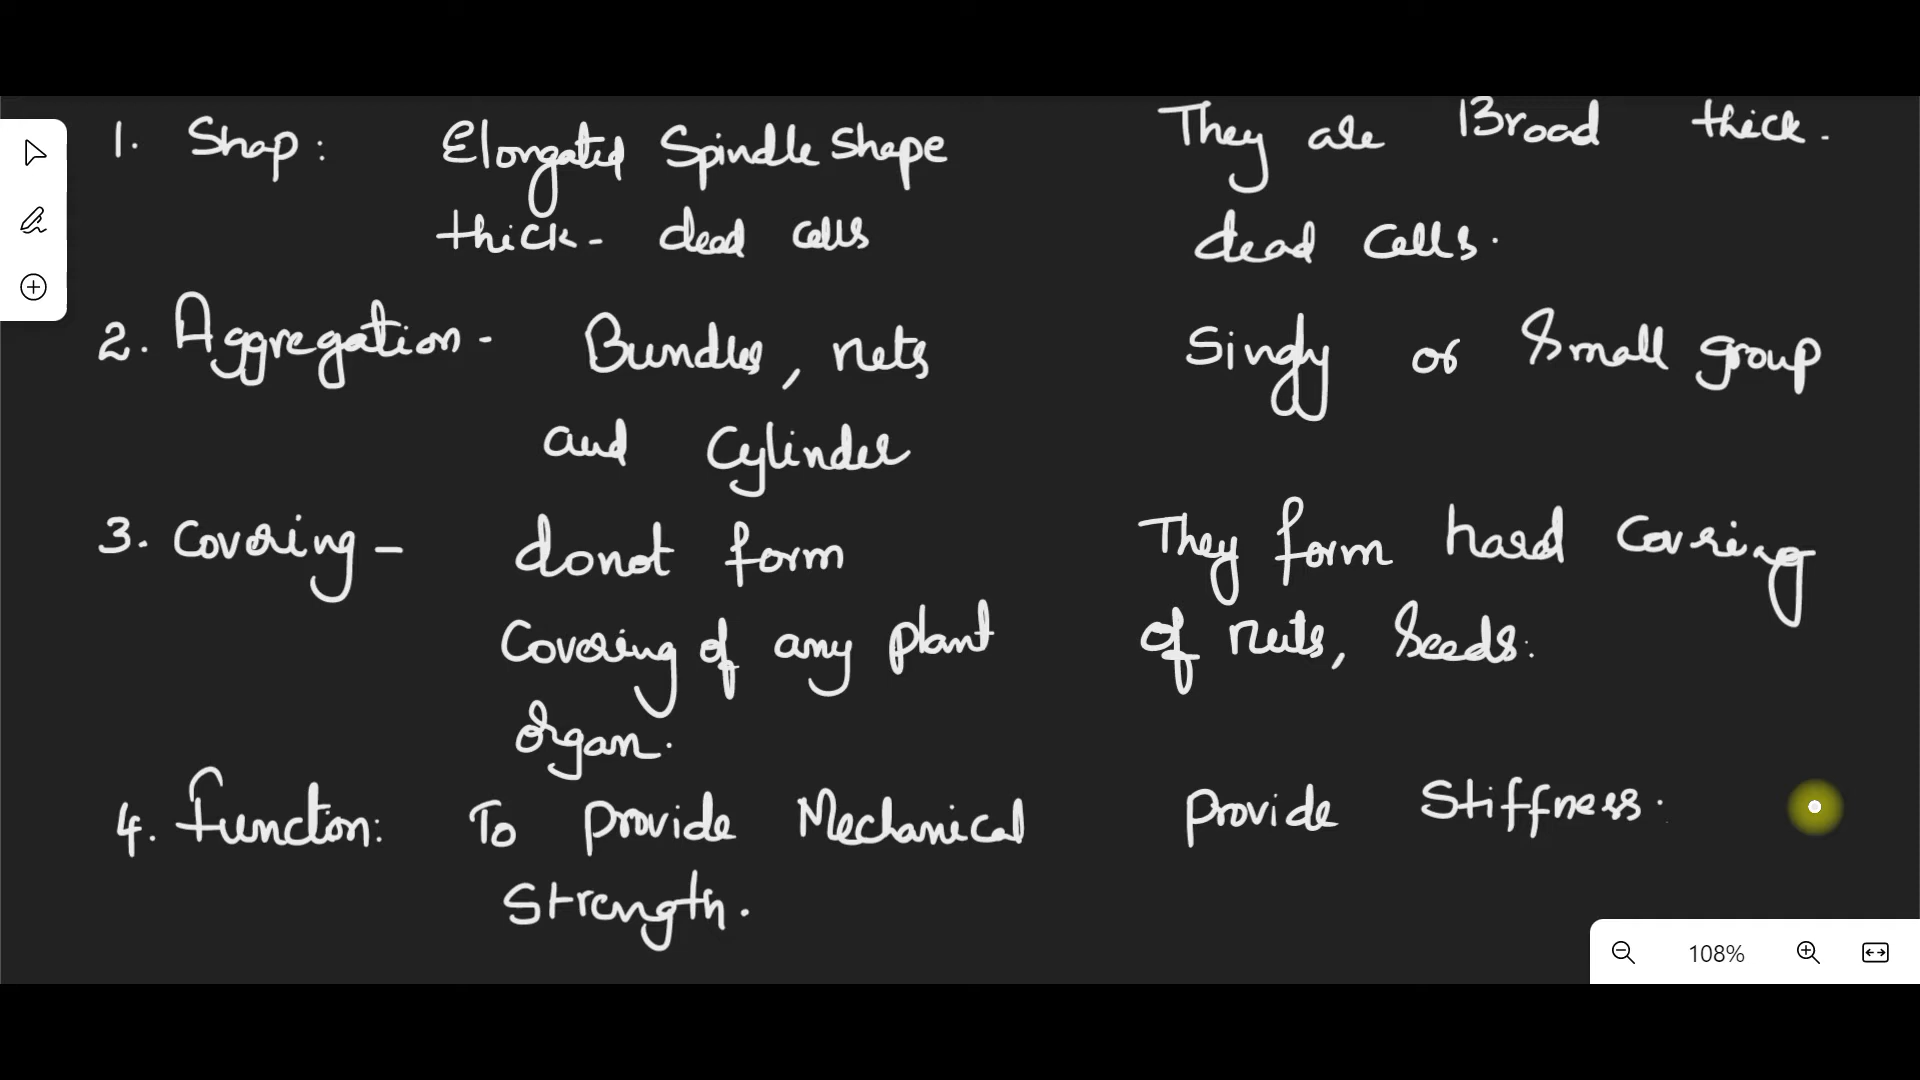 1. Shap: Elongated Spindle Shape They are Broad thick.
thick- dead cells dead cells.
2. Aggregation - Bundles, nets Singly or Small group
and Cylinder
3. Covering - donot form They form hard Covering
Covering of any plant of nuts, Seeds.
organ.
4. function: To provide Mechanical provide Stiffness.
Strength.
108%